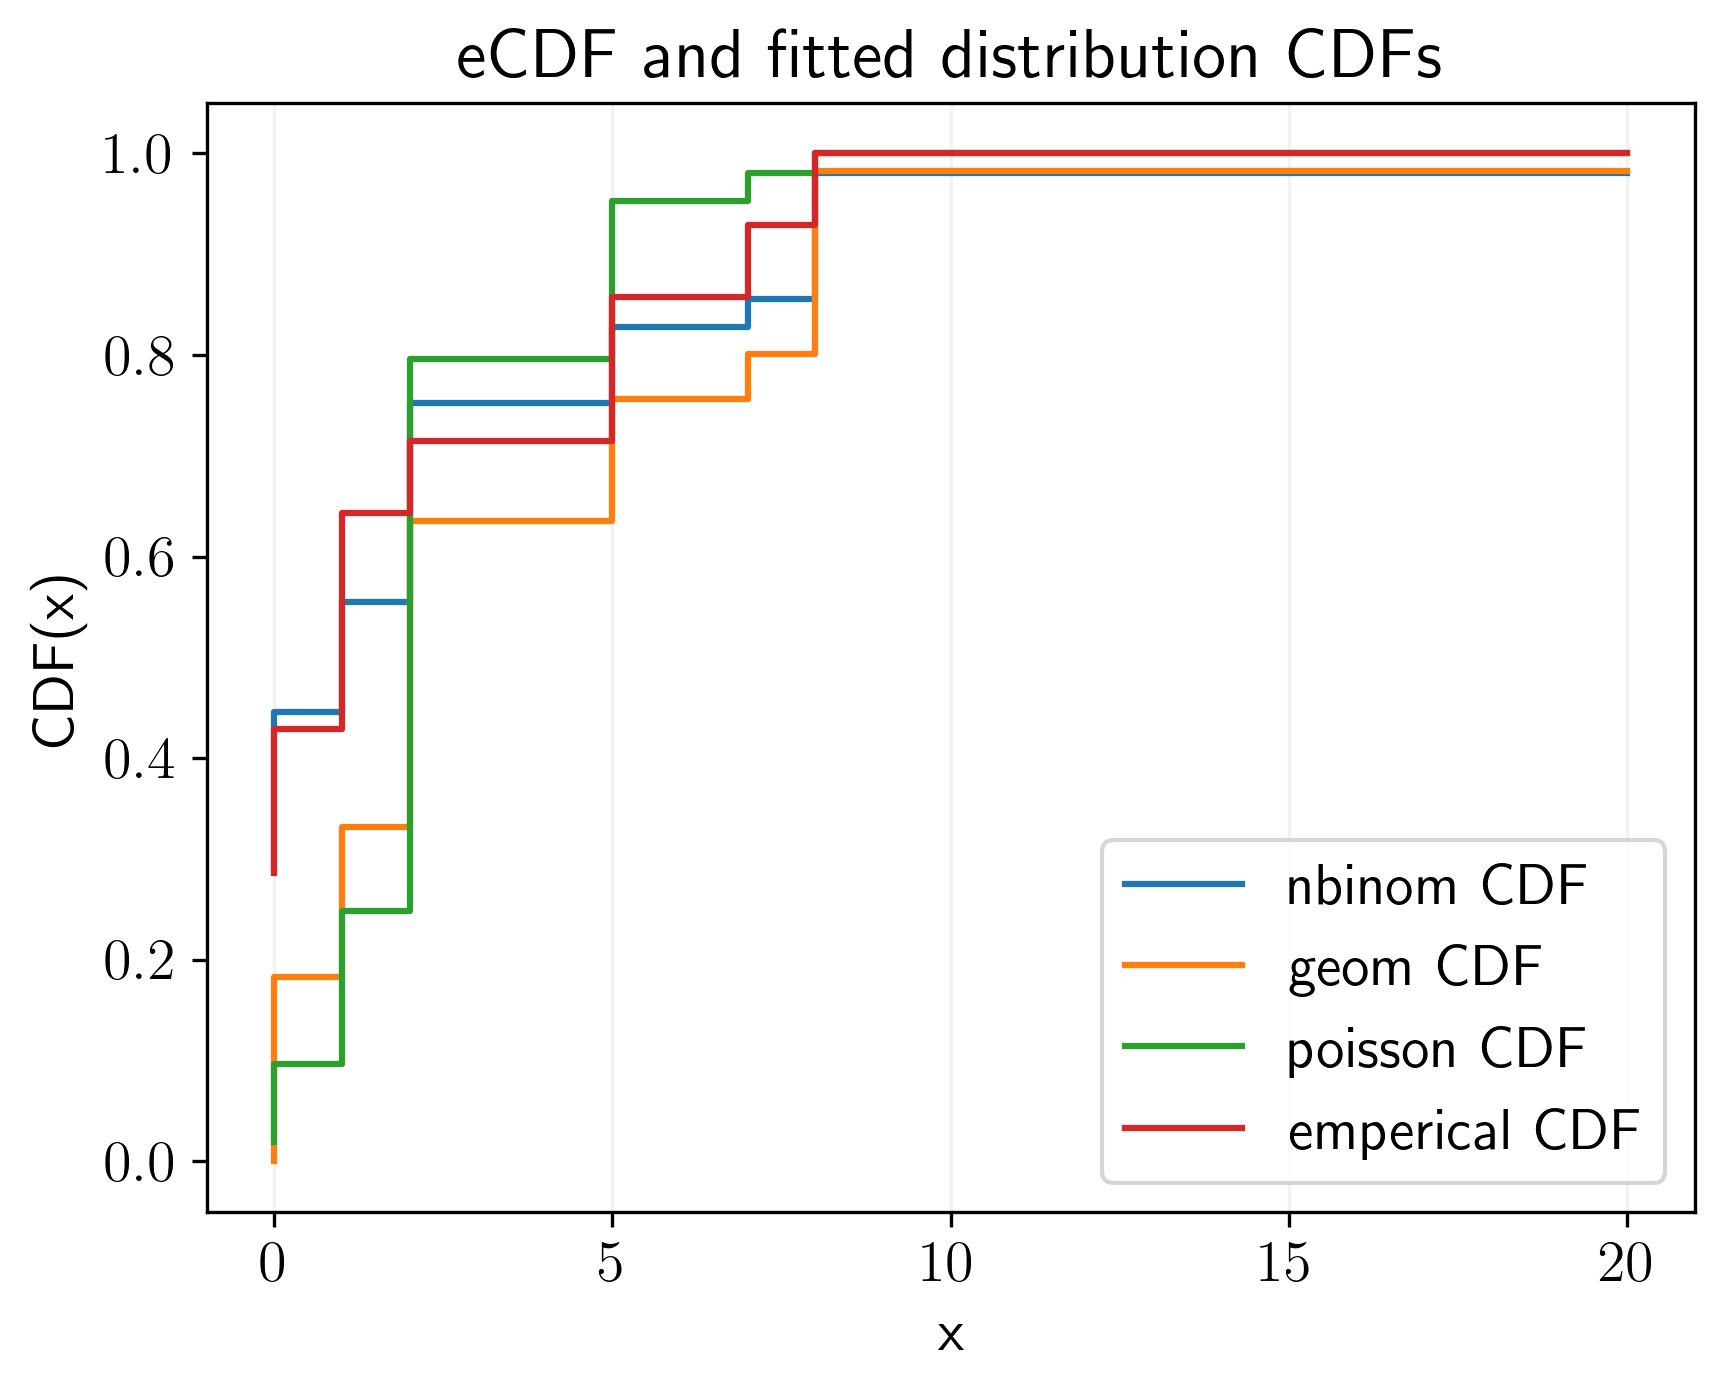 eCDF and fitted distribution CDFs
CDF(x)
1.0
0.8
0.6
0.4
0.2
0.0
nbinom CDF
geom CDF
poisson CDF
emperical CDF
0 5 10 15 20
x